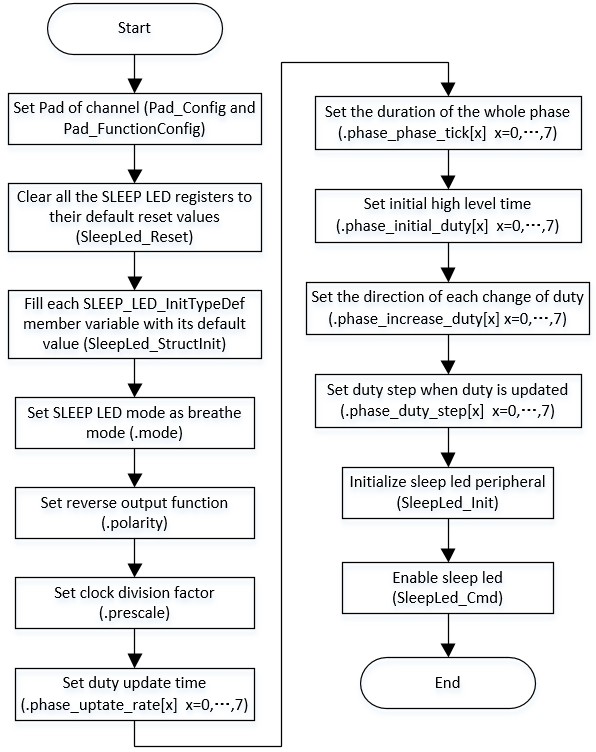 Start
Set Pad of channel (Pad_Config and
Pad_FunctionConfig)
Clear all the SLEEP LED registers to
their default reset values
(SleepLed_Reset)
Fill each SLEEP_LED_InitTypeDef
member variable with its default
value (SleepLed_StructInit)
Set SLEEP LED mode as breathe
mode (.mode)
Set reverse output function
(.polarity)
Set clock division factor
(.prescale)
Set duty update time
(.phase_uptate_rate[x]  x=0,⋯,7)
Set the duration of the whole phase
(.phase_phase_tick[x]  x=0,⋯,7)
Set initial high level time
(.phase_initial_duty[x]  x=0,⋯,7)
Set the direction of each change of duty
(.phase_increase_duty[x] x=0,⋯,7)
Set duty step when duty is updated
(.phase_duty_step[x]  x=0,⋯,7)
Initialize sleep led peripheral
(SleepLed_Init)
Enable sleep led
(SleepLed_Cmd)
End